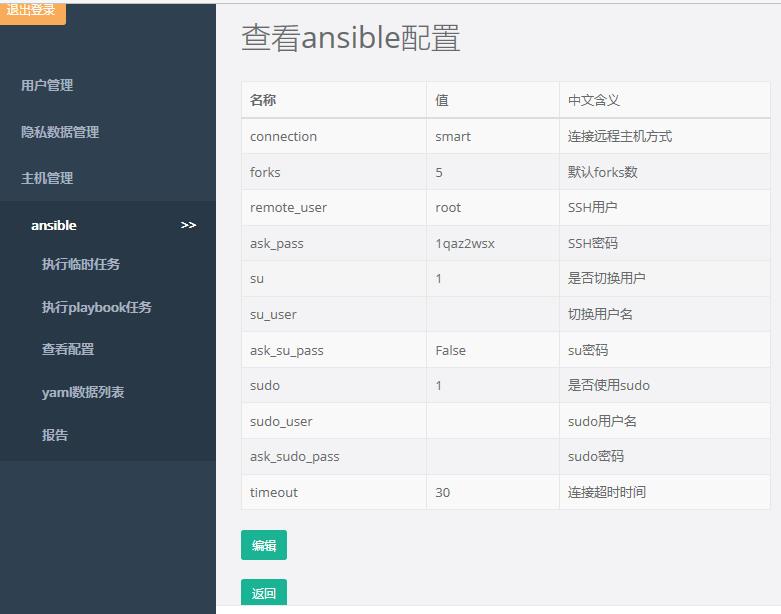 退出登录
用户管理
隐私数据管理
主机管理
ansible >>
执行临时任务
执行playbook任务
查看配置
yaml数据列表
报告
查看ansible配置
名称 值 中文含义
connection smart 连接远程主机方式
forks 5 默认forks数
remote_user root SSH用户
ask_pass 1qaz2wsx SSH密码
su 1 是否切换用户
su_user 切换用户名
ask_su_pass False su密码
sudo 1 是否使用sudo
sudo_user sudo用户名
ask_sudo_pass sudo密码
timeout 30 连接超时时间
编辑
返回